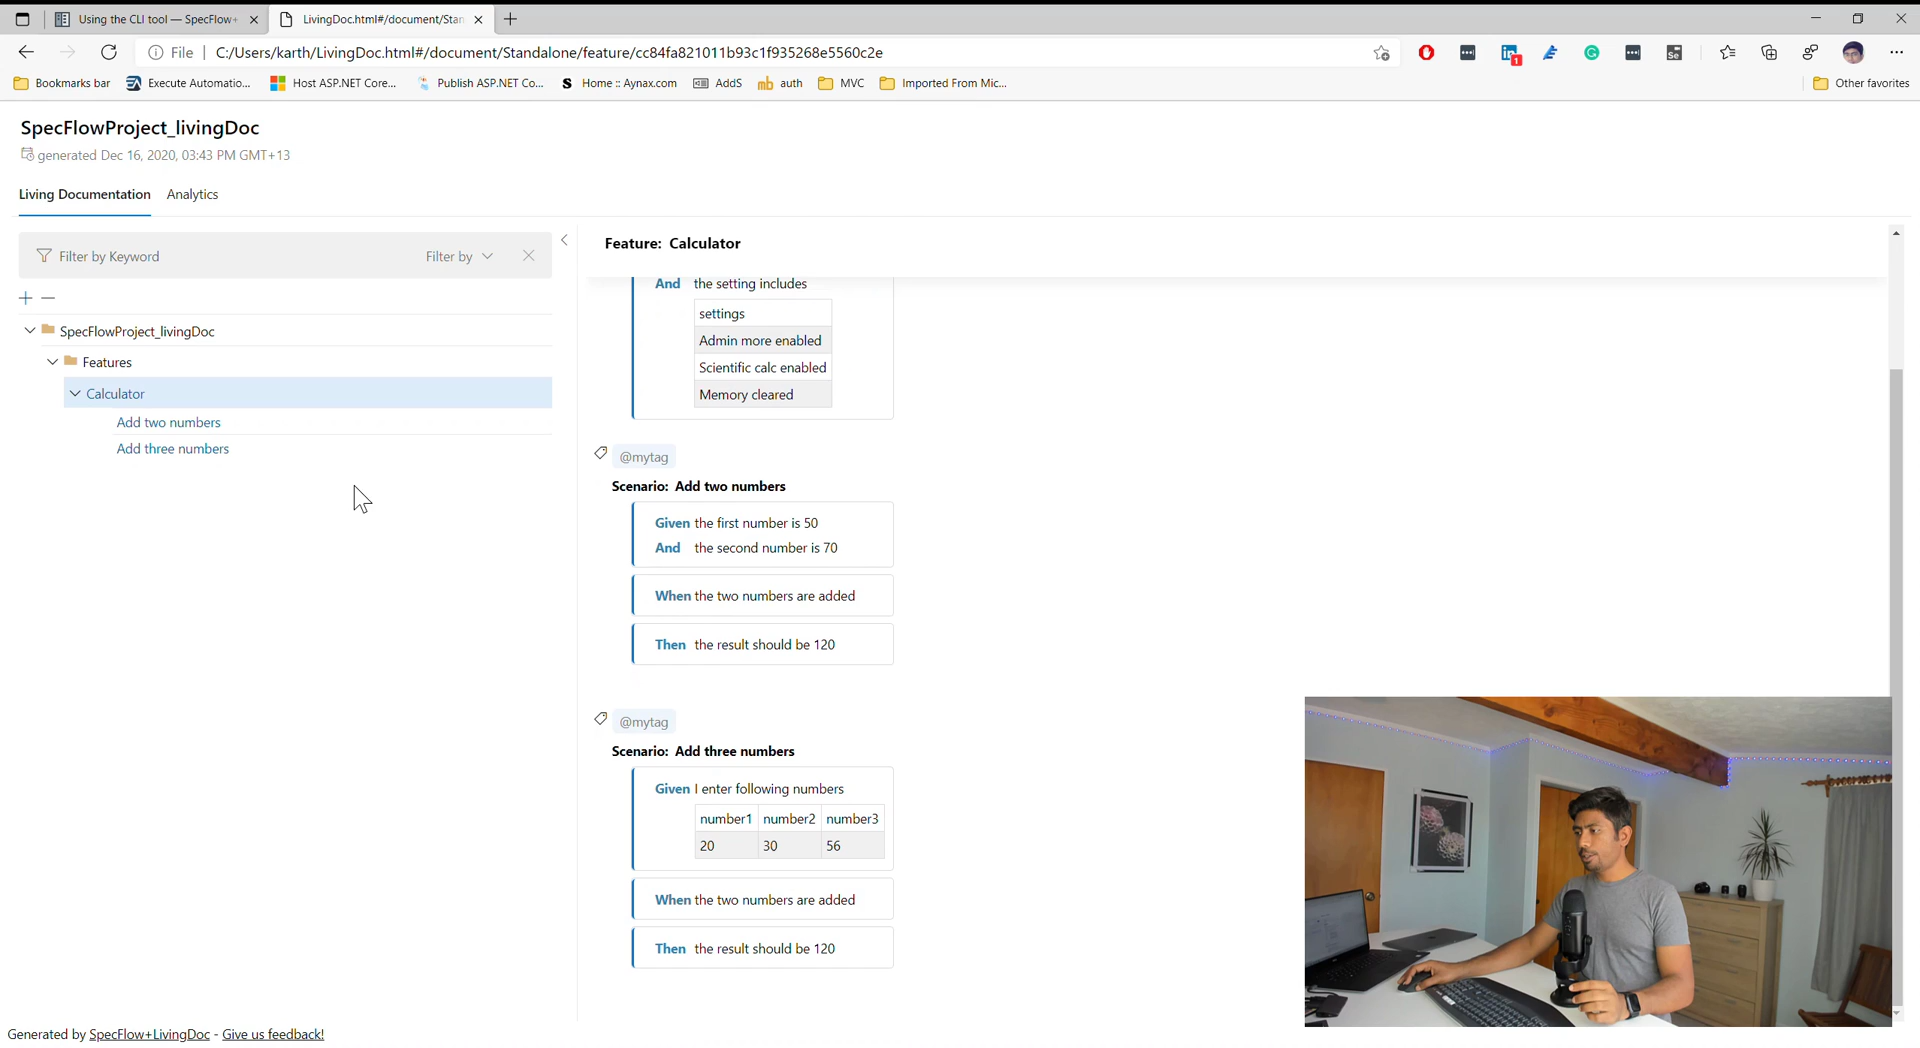 Using the CLI tool — SpecFlow+
LivingDoc.html#/document/Stan
File
C:/Users/karth/LivingDoc.html#/document/Standalone/feature/cc84fa821011b93c1f935268e5560c2e
1
Se
Bookmarks bar
Execute Automatio...
Host ASP.NET Core...
Publish ASP.NET Co...
S Home :: Aynax.com
AddS
mb auth
MVC
Imported From Mic...
Other favorites
SpecFlowProject_livingDoc
generated Dec 16, 2020, 03:43 PM GMT+13
Living Documentation
Analytics
Filter by Keyword
Filter by
SpecFlowProject_livingDoc
Features
Calculator
Add two numbers
Add three numbers
Feature: Calculator
And the setting includes
settings
Admin more enabled
Scientific calc enabled
Memory cleared
@mytag
Scenario: Add two numbers
Given the first number is 50
And the second number is 70
When the two numbers are added
Then the result should be 120
@mytag
Scenario: Add three numbers
Given I enter following numbers
number1 number2 number3
20 30 56
When the two numbers are added
Then the result should be 120
Generated by SpecFlow+LivingDoc - Give us feedback!